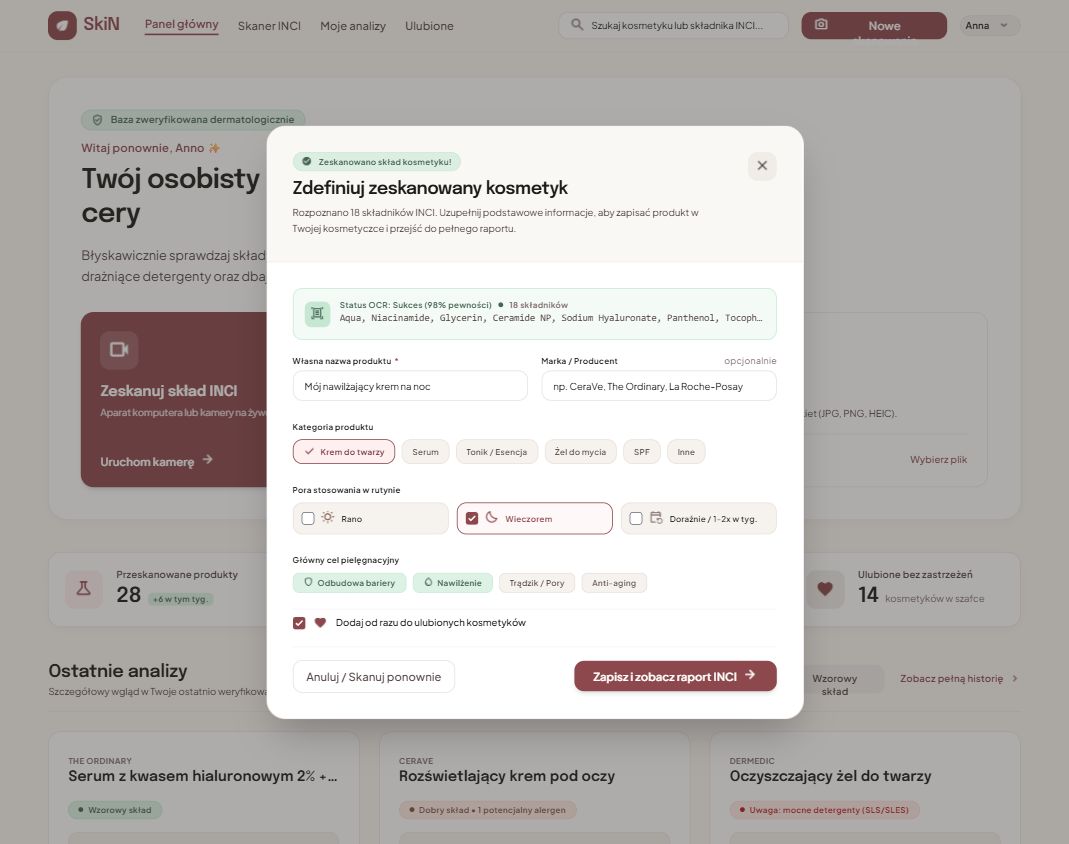 SkiN
Panel główny
Skaner INCI
Moje analizy
Ulubione
Szukaj kosmetyku lub składnika INCI...
Nowe
Anna
Baza zweryfikowana dermatologicznie
Witaj ponownie, Anno ✨
Twój osobisty
cery
Błyskawicznie sprawdzaj skład
drażniące detergenty oraz dbaj
Zeskanuj skład INCI
Aparat komputera lub kamery na żywo
Uruchom kamerę
(JPG, PNG, HEIC).
Wybierz plik
Zeskanowano skład kosmetyku!
Zdefiniuj zeskanowany kosmetyk
Rozpoznano 18 składników INCI. Uzupełnij podstawowe informacje, aby zapisać produkt w
Twojej kosmetyczce i przejść do pełnego raportu.
Status OCR: Sukces (98% pewności) • 18 składników
Aqua, Niacinamide, Glycerin, Ceramide NP, Sodium Hyaluronate, Panthenol, Tocoph…
Własna nazwa produktu *
Marka / Producent
opcjonalnie
Mój nawilżający krem na noc
np. CeraVe, The Ordinary, La Roche-Posay
Kategoria produktu
Krem do twarzy
Serum
Tonik / Esencja
Żel do mycia
SPF
Inne
Pora stosowania w rutynie
Rano
Wieczorem
Doraźnie / 1-2x w tyg.
Główny cel pielęgnacyjny
Odbudowa bariery
Nawilżenie
Trądzik / Pory
Anti-aging
Dodaj od razu do ulubionych kosmetyków
Anuluj / Skanuj ponownie
Zapisz i zobacz raport INCI
Przeskanowane produkty
28 +6 w tym tyg.
Ulubione bez zastrzeżeń
14 kosmetyków w szafce
Ostatnie analizy
Szczegółowy wgląd w Twoje ostatnio weryfikowa
Wzorowy
skład
Zobacz pełną historię
THE ORDINARY
Serum z kwasem hialuronowym 2% +…
Wzorowy skład
CERAVE
Rozświetlający krem pod oczy
Dobry skład • 1 potencjalny alergen
DERMEDIC
Oczyszczający żel do twarzy
Uwaga: mocne detergenty (SLS/SLES)